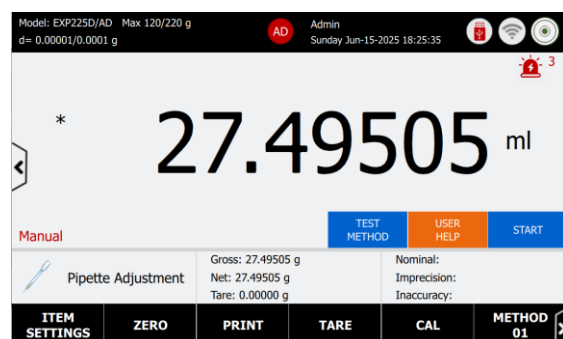 Model: EXP225D/AD Max 120/220 g
d= 0.00001/0.0001 g
AD
Admin
Sunday Jun-15-2025 18:25:35
3
*
27.49505 ml
Manual
TEST METHOD
USER HELP
START
Pipette Adjustment
Gross: 27.49505 g
Net: 27.49505 g
Tare: 0.00000 g
Nominal:
Imprecision:
Inaccuracy:
ITEM SETTINGS
ZERO
PRINT
TARE
CAL
METHOD 01